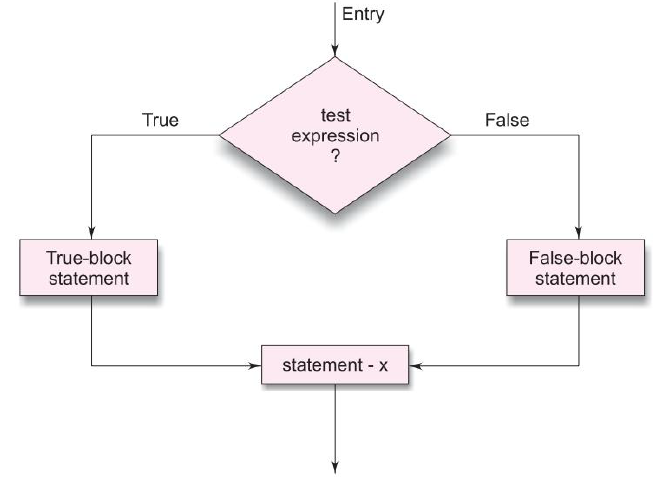 Entry
test
expression
?
True
False
True-block
statement
False-block
statement
statement - x